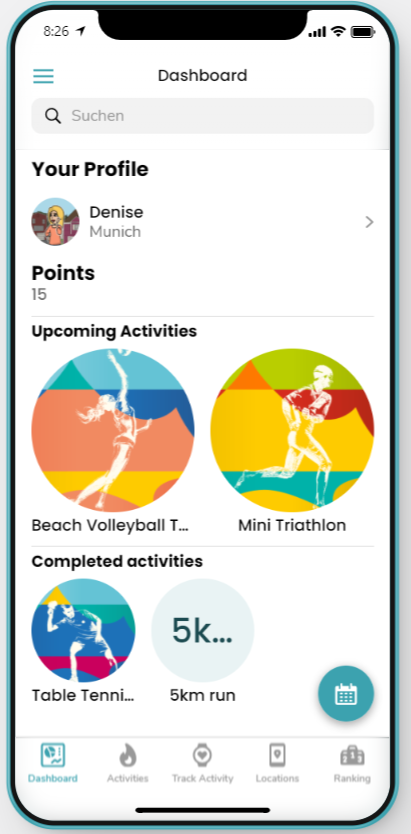 8:26
Dashboard
Suchen
Your Profile
Denise
Munich
Points
15
Upcoming Activities
Beach Volleyball T...
Mini Triathlon
Completed activities
5k...
Table Tenni...
5km run
Dashboard
Activities
Track Activity
Locations
Ranking